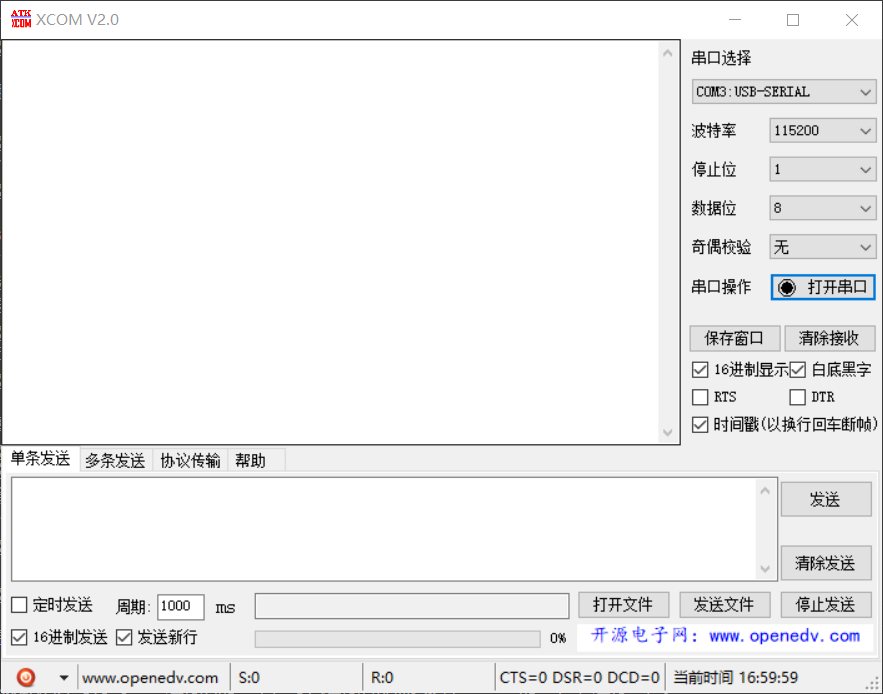 ATK XCOM XCOM V2.0
串口选择
COM3:USB-SERIAL
波特率 115200
停止位 1
数据位 8
奇偶校验 无
串口操作 打开串口
保存窗口 清除接收
16进制显示 白底黑字
RTS DTR
时间戳(以换行回车断帧)
单条发送 多条发送 协议传输 帮助
发送
清除发送
定时发送 周期: 1000 ms 打开文件 发送文件 停止发送
16进制发送 发送新行 0% 开源电子网: www.openedv.com
www.openedv.com S:0 R:0 CTS=0 DSR=0 DCD=0 当前时间 16:59:59